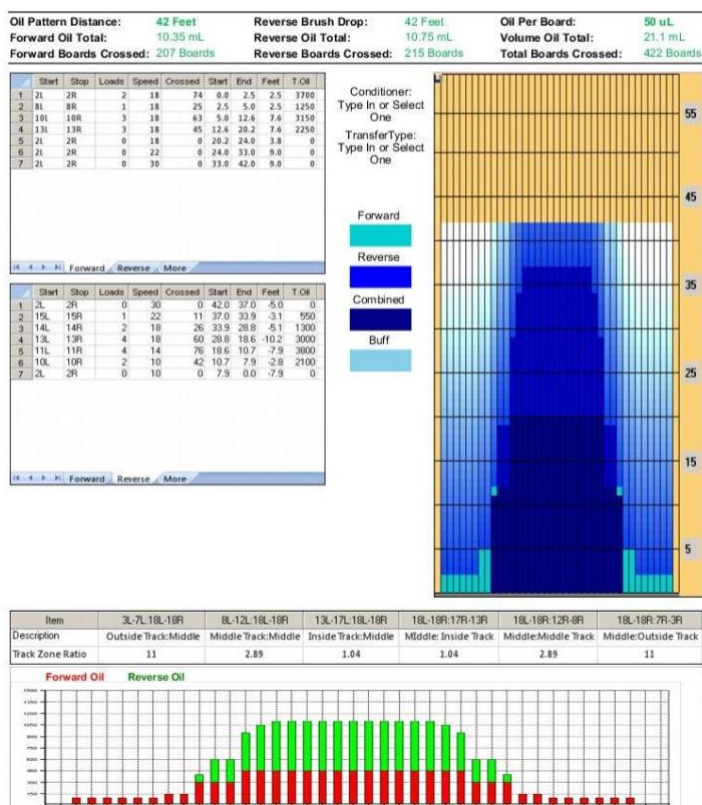 Oil Pattern Distance: 42 Feet Reverse Brush Drop: 42 Feet Oil Per Board: 50 uL
Forward Oil Total: 10.35 mL Reverse Oil Total: 10.75 mL Volume Oil Total: 21.1 mL
Forward Boards Crossed: 207 Boards Reverse Boards Crossed: 215 Boards Total Boards Crossed: 422 Boards
Start Stop Loads Speed Crossed Start End Feet T.Oil
1 2L 2R 2 18 74 0.0 2.5 2.5 3700
2 8L 8R 1 18 25 2.5 5.0 2.5 1250
3 10L 10R 3 18 63 5.0 12.6 7.6 3150
4 13L 13R 3 18 45 12.6 20.2 7.6 2250
5 2L 2R 0 18 0 20.2 24.0 3.8 0
6 2L 2R 0 22 0 24.0 33.0 9.0 0
7 2L 2R 0 30 0 33.0 42.0 9.0 0
Forward Reverse More
Start Stop Loads Speed Crossed Start End Feet T.Oil
1 2L 2R 0 30 0 42.0 37.0 -5.0 0
2 15L 15R 1 22 11 37.0 33.9 -3.1 550
3 14L 14R 2 18 26 33.9 28.8 -5.1 1300
4 13L 13R 4 18 60 28.8 18.6 -10.2 3000
5 11L 11R 4 14 76 18.6 10.7 -7.9 3800
6 10L 10R 2 10 42 10.7 7.9 -2.8 2100
7 2L 2R 0 10 0 7.9 0.0 -7.9 0
Forward Reverse More
Conditioner:
Type In or Select
One
TransferType:
Type In or Select
One
Forward
Reverse
Combined
Buff
55
45
35
25
15
5
Item 3L-7L:18L-18R 8L-12L:18L-18R 13L-17L:18L-18R 18L-18R:17R-13R 18L-18R:12R-8R 18L-18R:7R-3R
Description Outside Track:Middle Middle Track:Middle Inside Track:Middle MIddle: Inside Track Middle:Middle Track Middle:Outside Track
Track Zone Ratio 11 2.89 1.04 1.04 2.89 11
Forward Oil Reverse Oil